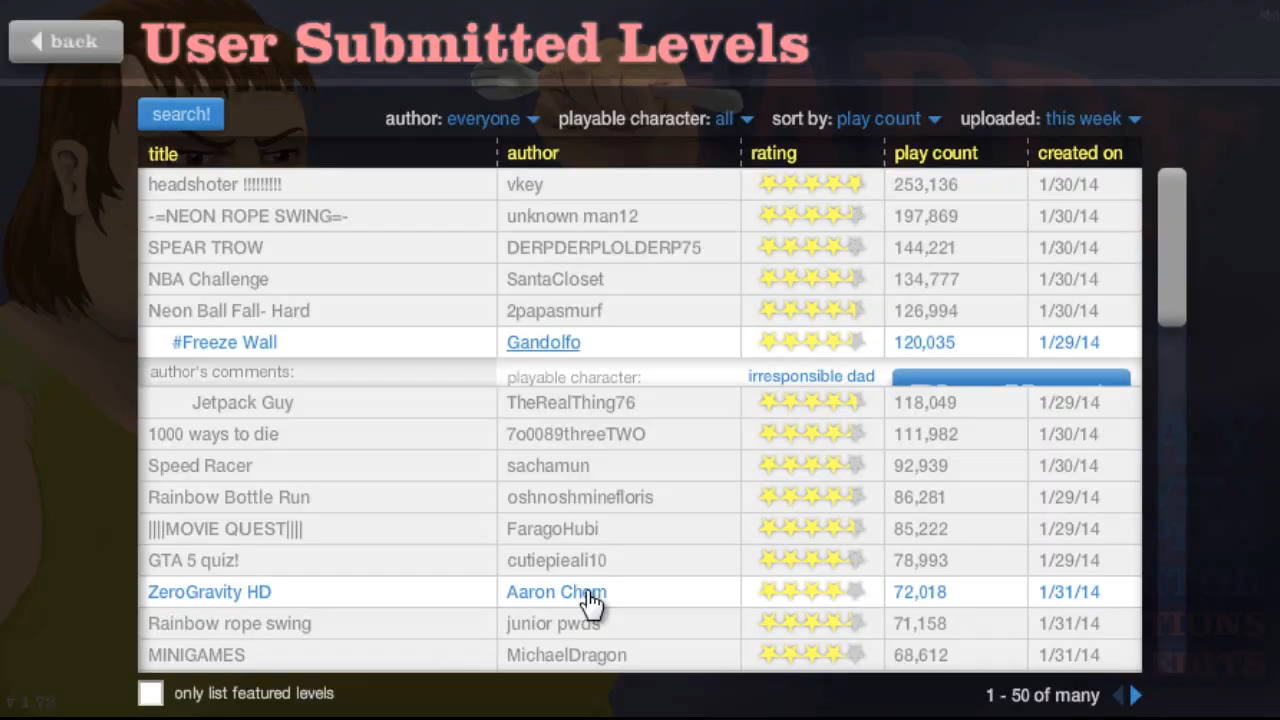 back
User Submitted Levels
search!
author: everyone playable character: all sort by: play count uploaded: this week
title author rating play count created on
headshoter !!!!!!!!! vkey 253,136 1/30/14
-=NEON ROPE SWING=- unknown man12 197,869 1/30/14
SPEAR TROW DERPDERPLOLDERP75 144,221 1/30/14
NBA Challenge SantaCloset 134,777 1/30/14
Neon Ball Fall- Hard 2papasmurf 126,994 1/30/14
#Freeze Wall Gandolfo 120,035 1/29/14
author's comments: playable character: irresponsible dad
Jetpack Guy TheRealThing76 118,049 1/29/14
1000 ways to die 7o0089threeTWO 111,982 1/30/14
Speed Racer sachamun 92,939 1/30/14
Rainbow Bottle Run oshnoshminefloris 86,281 1/29/14
||||MOVIE QUEST|||| FaragoHubi 85,222 1/29/14
GTA 5 quiz! cutiepieali10 78,993 1/29/14
ZeroGravity HD Aaron 72,018 1/31/14
Rainbow rope swing junior 71,158 1/31/14
MINIGAMES MichaelDragon 68,612 1/31/14
only list featured levels 1 - 50 of many
v 1.79